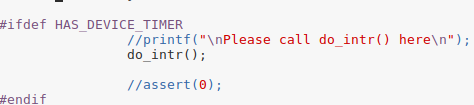 #ifdef HAS_DEVICE_TIMER
//printf("\nPlease call do_intr() here\n");
do_intr();
//assert(0);
#endif